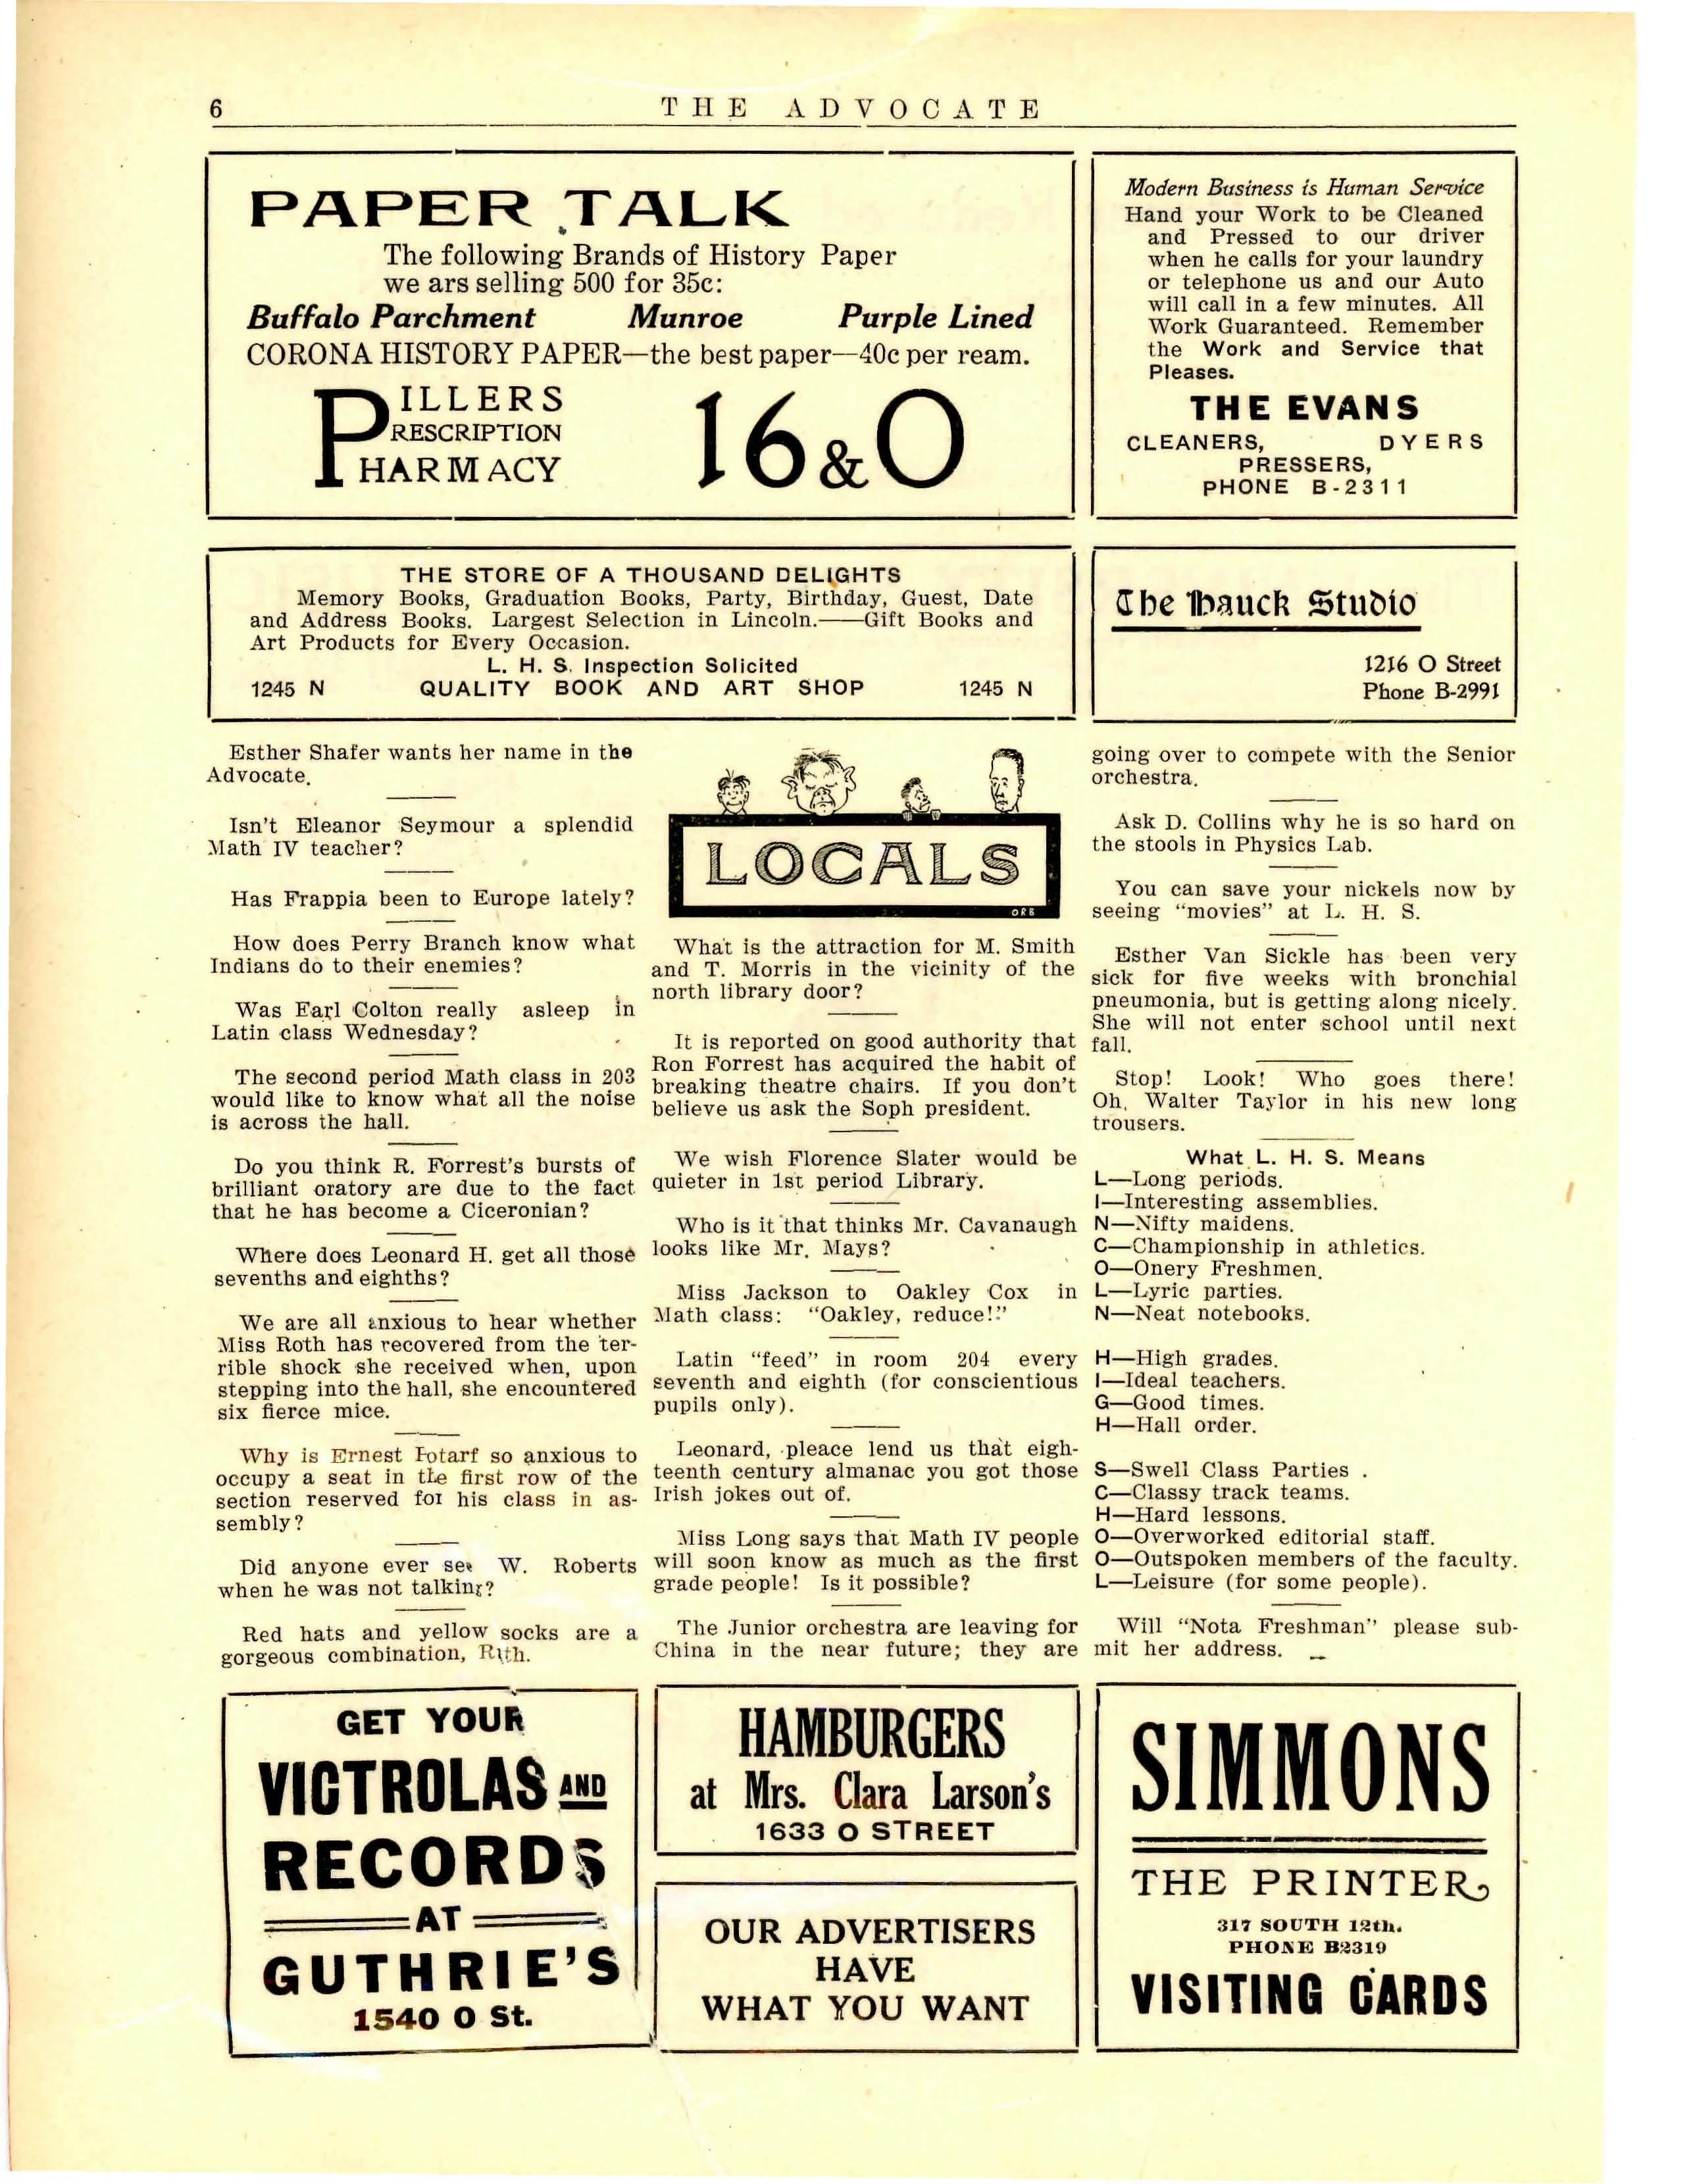 6
THE ADVOCATE
PAPER TALK
The following Brands of History Paper
we ars selling 500 for 35c:
Buffalo Parchment Munroe Purple Lined
CORONA HISTORY PAPER—the best paper—40c per ream.
PILLERS
PRESCRIPTION
PHARMACY
16 & O
Modern Business is Human Service
Hand your Work to be Cleaned
and Pressed to our driver
when he calls for your laundry
or telephone us and our Auto
will call in a few minutes. All
Work Guaranteed. Remember
the Work and Service that
Pleases.
THE EVANS
CLEANERS, DYERS
PRESSERS,
PHONE B-2311
THE STORE OF A THOUSAND DELIGHTS
Memory Books, Graduation Books, Party, Birthday, Guest, Date
and Address Books. Largest Selection in Lincoln.——Gift Books and
Art Products for Every Occasion.
L. H. S. Inspection Solicited
1245 N QUALITY BOOK AND ART SHOP 1245 N
The Hauck Studio
1216 O Street
Phone B-2991
Esther Shafer wants her name in the
Advocate.
Isn't Eleanor Seymour a splendid
Math IV teacher?
Has Frappia been to Europe lately?
How does Perry Branch know what
Indians do to their enemies?
Was Earl Colton really asleep in
Latin class Wednesday?
The second period Math class in 203
would like to know what all the noise
is across the hall.
Do you think R. Forrest's bursts of
brilliant oratory are due to the fact
that he has become a Ciceronian?
Where does Leonard H. get all those
sevenths and eighths?
We are all anxious to hear whether
Miss Roth has recovered from the ter-
rible shock she received when, upon
stepping into the hall, she encountered
six fierce mice.
Why is Ernest Potarf so anxious to
occupy a seat in the first row of the
section reserved for his class in as-
sembly?
Did anyone ever see W. Roberts
when he was not talking?
Red hats and yellow socks are a
gorgeous combination, Ruth.
LOCALS
ORB
What is the attraction for M. Smith
and T. Morris in the vicinity of the
north library door?
It is reported on good authority that
Ron Forrest has acquired the habit of
breaking theatre chairs. If you don't
believe us ask the Soph president.
We wish Florence Slater would be
quieter in 1st period Library.
Who is it that thinks Mr. Cavanaugh
looks like Mr. Mays?
Miss Jackson to Oakley Cox in
Math class: "Oakley, reduce!"
Latin "feed" in room 204 every
seventh and eighth (for conscientious
pupils only).
Leonard, pleace lend us that eigh-
teenth century almanac you got those
Irish jokes out of.
Miss Long says that Math IV people
will soon know as much as the first
grade people! Is it possible?
The Junior orchestra are leaving for
China in the near future; they are
going over to compete with the Senior
orchestra.
Ask D. Collins why he is so hard on
the stools in Physics Lab.
You can save your nickels now by
seeing "movies" at L. H. S.
Esther Van Sickle has been very
sick for five weeks with bronchial
pneumonia, but is getting along nicely.
She will not enter school until next
fall.
Stop! Look! Who goes there!
Oh, Walter Taylor in his new long
trousers.
What L. H. S. Means
L—Long periods.
I—Interesting assemblies.
N—Nifty maidens.
C—Championship in athletics.
O—Onery Freshmen.
L—Lyric parties.
N—Neat notebooks.
H—High grades.
I—Ideal teachers.
G—Good times.
H—Hall order.
S—Swell Class Parties .
C—Classy track teams.
H—Hard lessons.
O—Overworked editorial staff.
O—Outspoken members of the faculty.
L—Leisure (for some people).
Will "Nota Freshman" please sub-
mit her address.
GET YOUR
VICTROLAS AND
RECORDS
AT
GUTHRIE'S
1540 O St.
HAMBURGERS
at Mrs. Clara Larson's
1633 O STREET
OUR ADVERTISERS
HAVE
WHAT YOU WANT
SIMMONS
THE PRINTER
317 SOUTH 12th.
PHONE B2319
VISITING CARDS